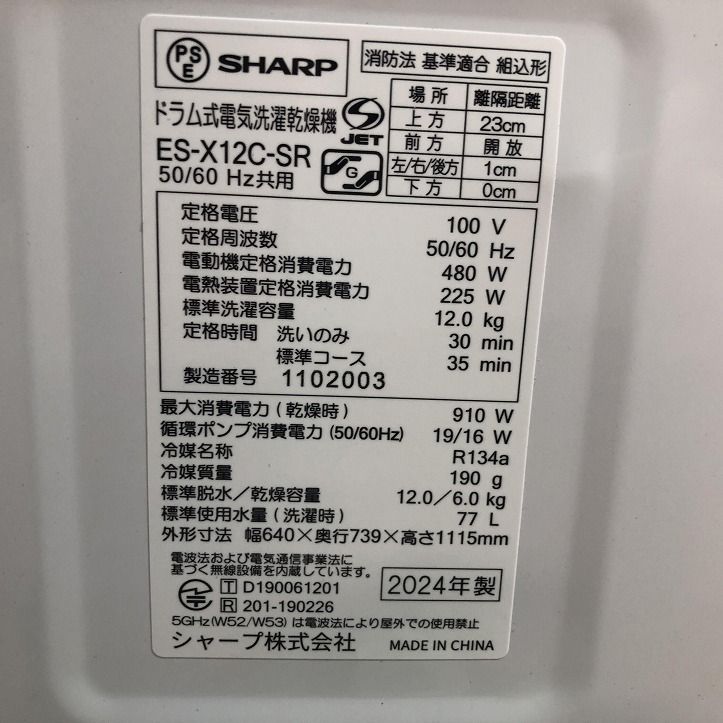 PS
E
SHARP
消防法 基準適合 組込形
場所 離隔距離
上方 23cm
前方 開放
左/右/後方 1cm
下方 0cm
ドラム式電気洗濯乾燥機
S
JET
ES-X12C-SR
50/60 Hz共用
G
定格電圧 100 V
定格周波数 50/60 Hz
電動機定格消費電力 480 W
電熱装置定格消費電力 225 W
標準洗濯容量 12.0 kg
定格時間 洗いのみ 30 min
標準コース 35 min
製造番号 1102003
最大消費電力(乾燥時) 910 W
循環ポンプ消費電力(50/60Hz) 19/16 W
冷媒名称 R134a
冷媒質量 190 g
標準脱水/乾燥容量 12.0/6.0 kg
標準使用水量(洗濯時) 77 L
外形寸法 幅640×奥行739×高さ1115mm
電波法および電気通信事業法に
基づく無線設備を内蔵しています。
T D190061201
R 201-190226
2024年製
5GHz(W52/W53)は電波法により屋外での使用禁止
シャープ株式会社 MADE IN CHINA